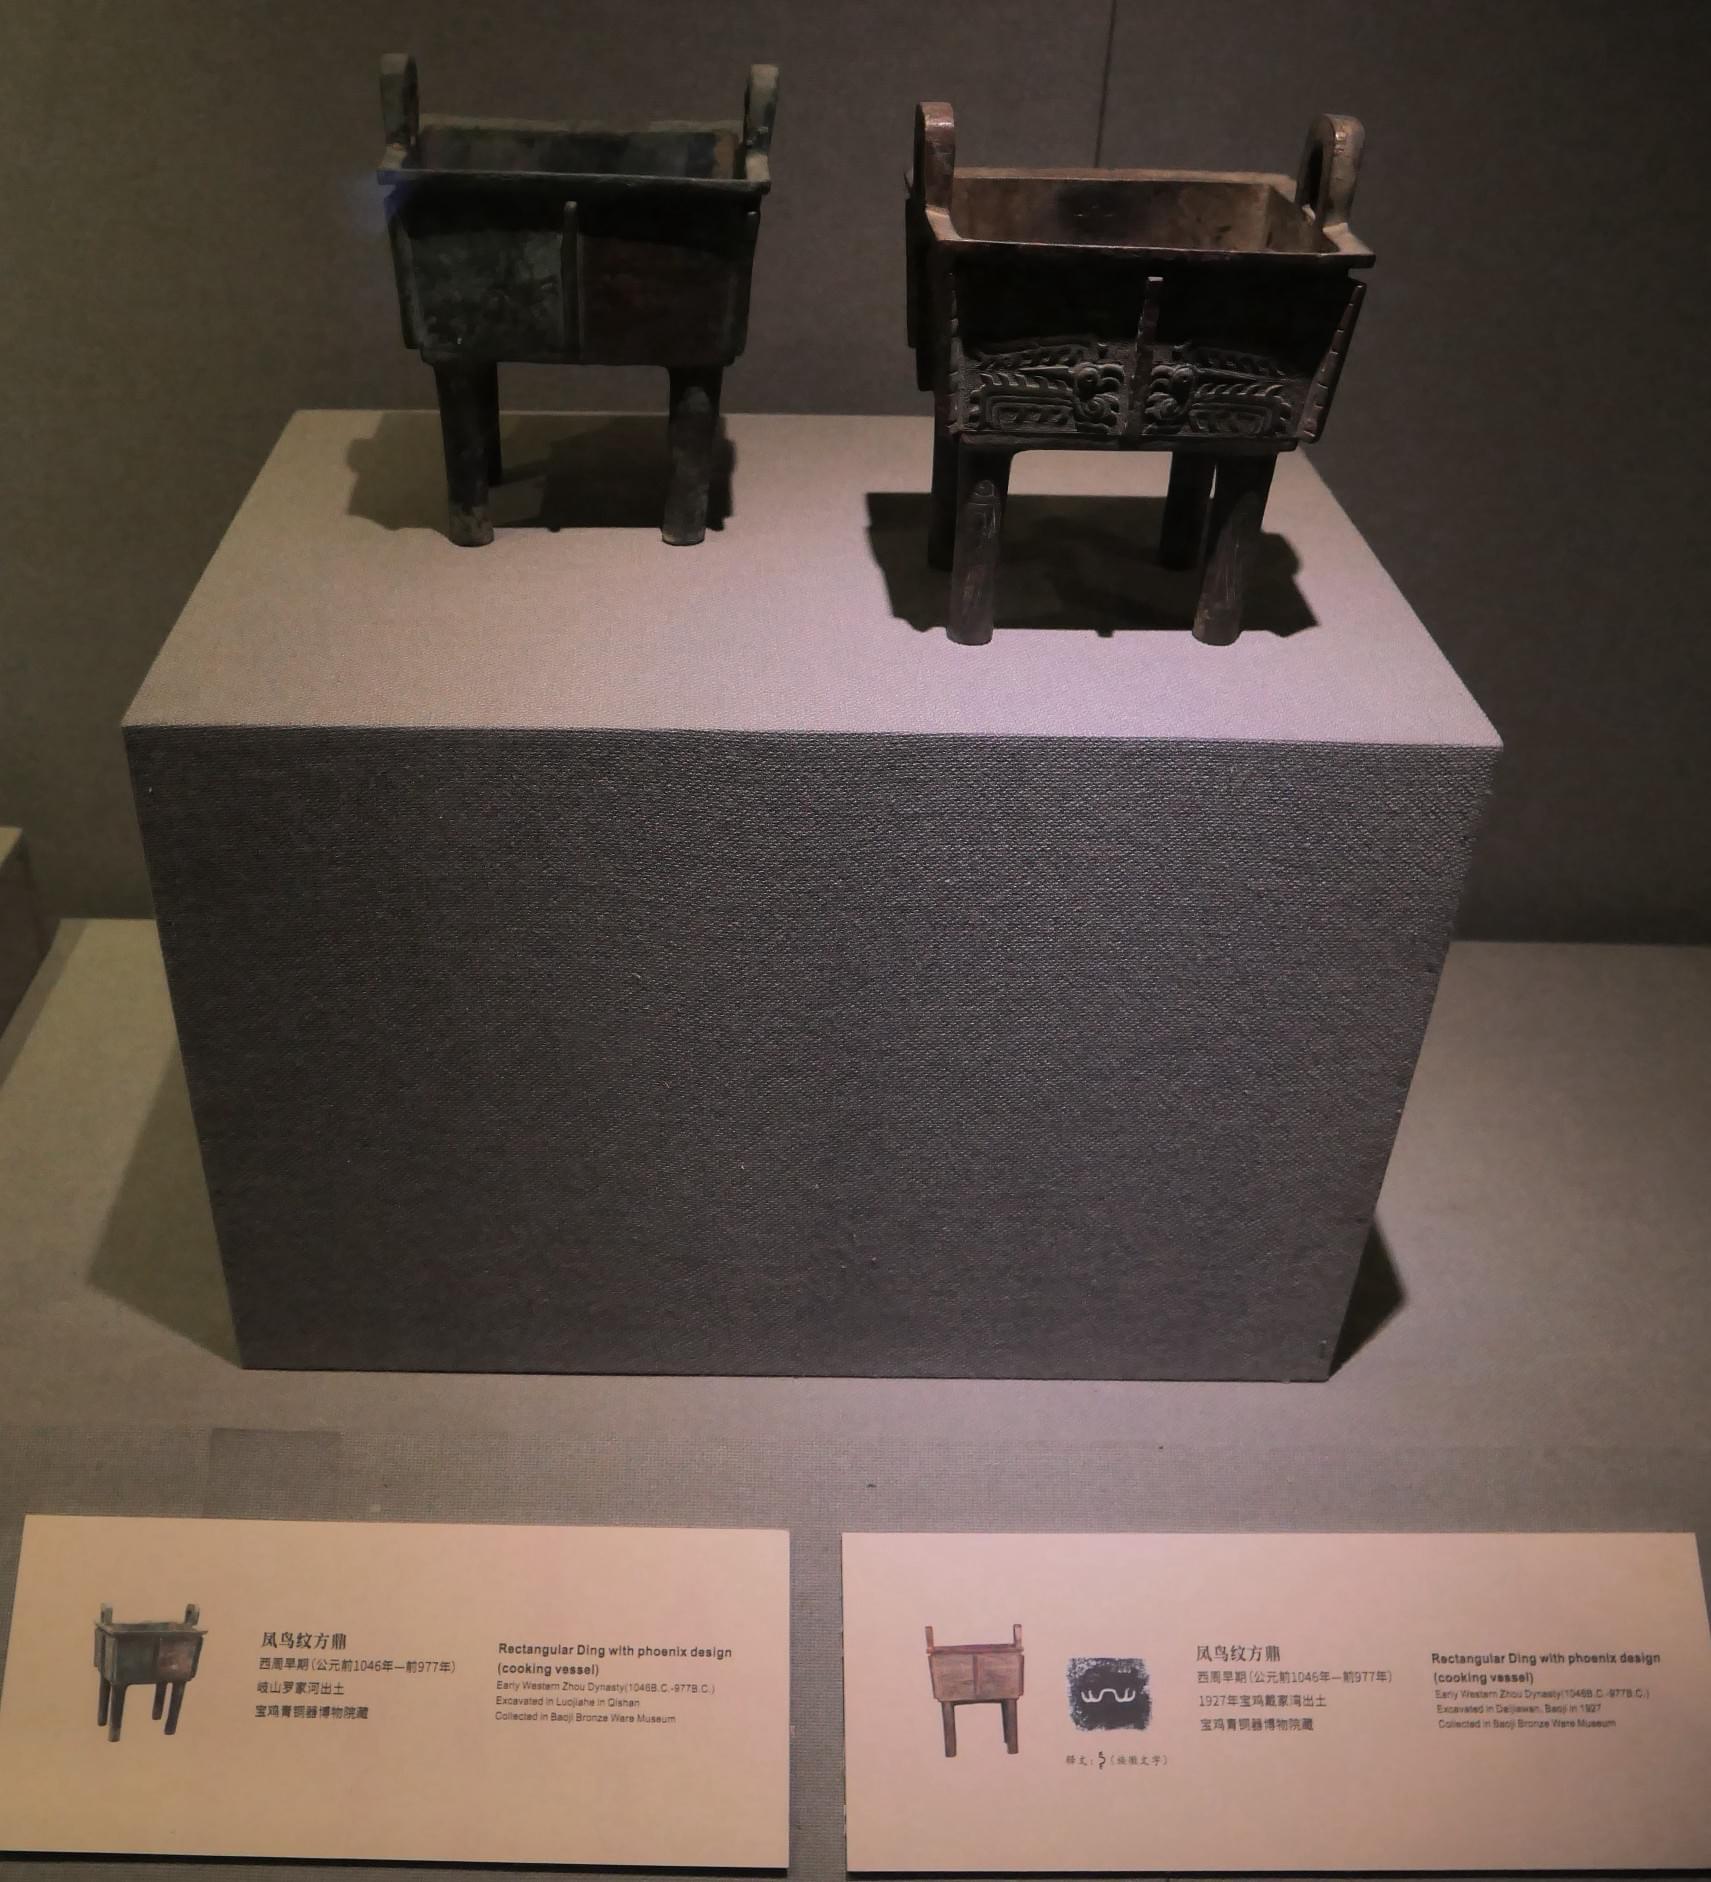 凤鸟纹方鼎
西周早期(公元前1046年—前977年)
岐山罗家河出土
宝鸡青铜器博物院藏
Rectangular Ding with phoenix design
(cooking vessel)
Early Western Zhou Dynasty(1046B.C.-977B.C.)
Excavated in Luojiahe in Qishan
Collected in Baoji Bronze Ware Museum
释文:
(族徽文字)
凤鸟纹方鼎
西周早期(公元前1046年—前977年)
1927年宝鸡戴家湾出土
宝鸡青铜器博物院藏
Rectangular Ding with phoenix design
(cooking vessel)
Early Western Zhou Dynasty(1046B.C.-977B.C.)
Excavated in Daijiawan, Baoji in 1927
Collected in Baoji Bronze Ware Museum